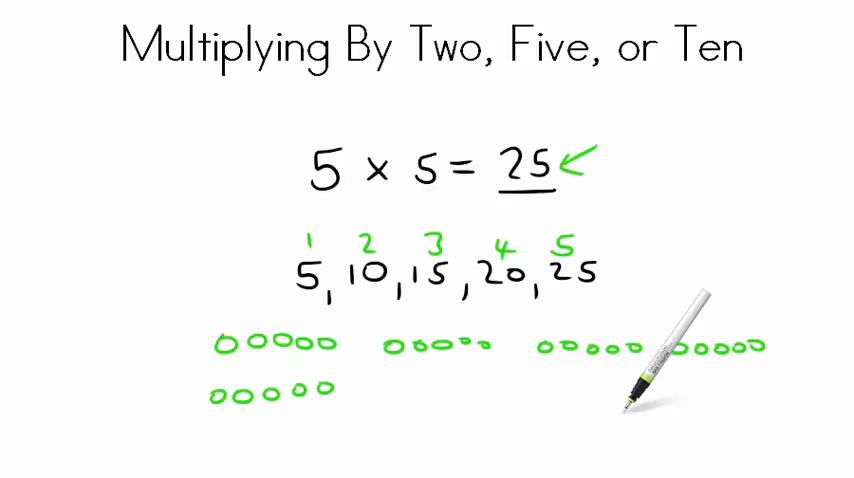 Multiplying By Two, Five, or Ten
5 x 5 = 25
1 2 3 4 5
5, 10, 15, 20, 25